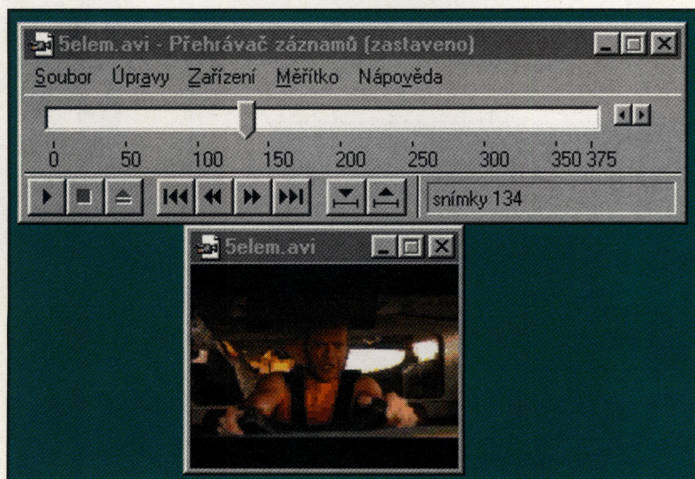 5elem.avi - Přehrávač záznamů (zastaveno)
Soubor Úpravy Zařízení Měřítko Nápověda
0 50 100 150 200 250 300 350 375
snímky 134
5elem.avi